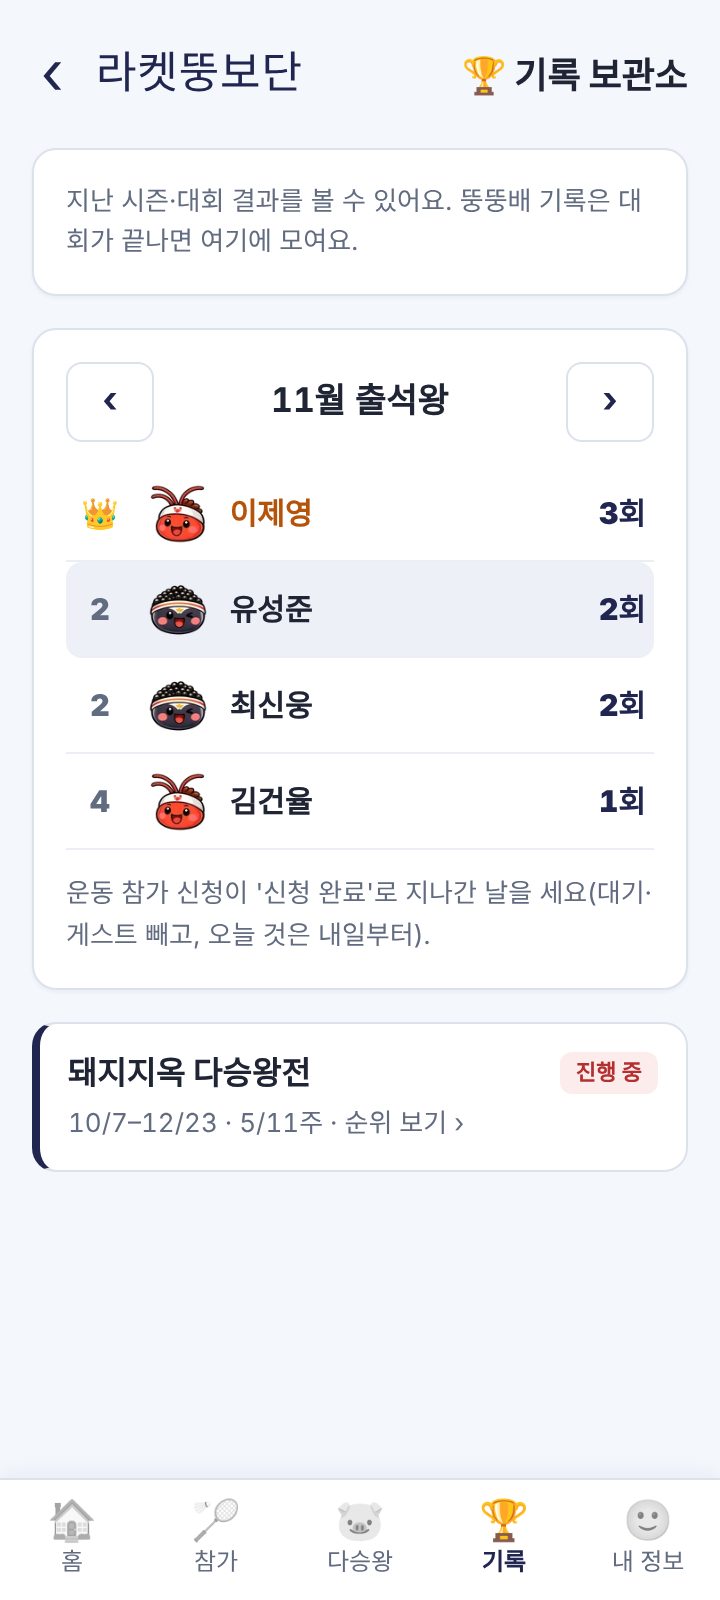 ‹ 라켓뚱보단 🏆 기록 보관소
지난 시즌·대회 결과를 볼 수 있어요. 뚱뚱배 기록은 대
회가 끝나면 여기에 모여요.
‹ 11월 출석왕 ›
👑 이제영 3회
2 유성준 2회
2 최신웅 2회
4 김건율 1회
운동 참가 신청이 '신청 완료'로 지나간 날을 세요(대기·
게스트 빼고, 오늘 것은 내일부터).
돼지지옥 다승왕전 진행 중
10/7–12/23 · 5/11주 · 순위 보기 ›
홈 참가 다승왕 기록 내 정보